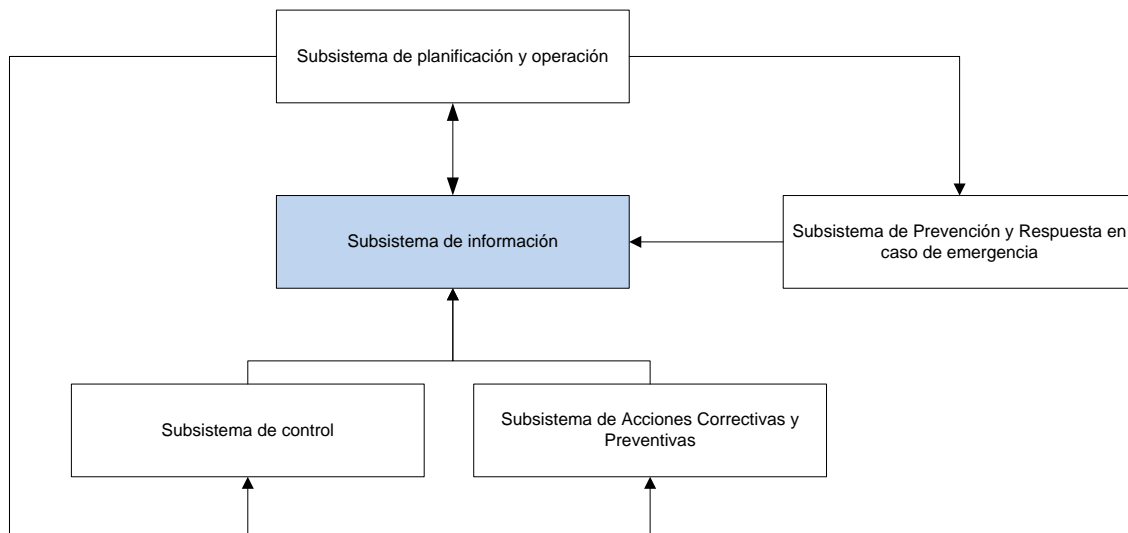 Subsistema de planificación y operación
Subsistema de información
Subsistema de Prevención y Respuesta en
caso de emergencia
Subsistema de control
Subsistema de Acciones Correctivas y
Preventivas